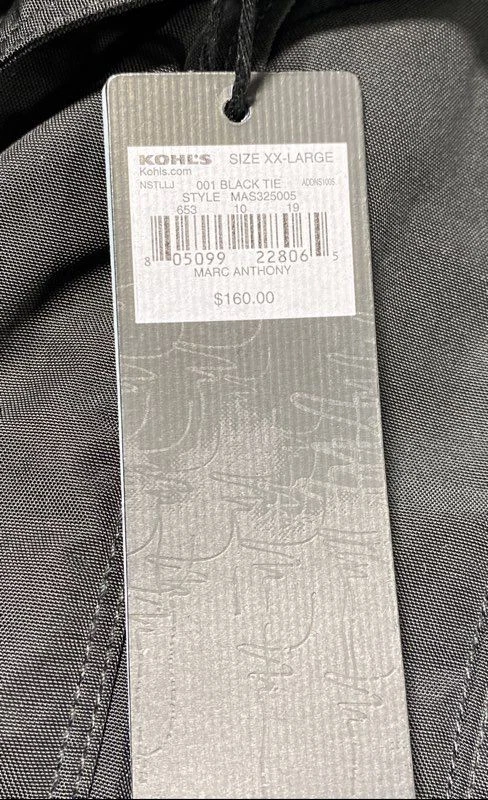 KOHL'S SIZE XX-LARGE
Kohls.com
NSTLLJ 001 BLACK TIE ADDNS1005
STYLE MAS325005
653 10 19
8 05099 22806 5
MARC ANTHONY
$160.00